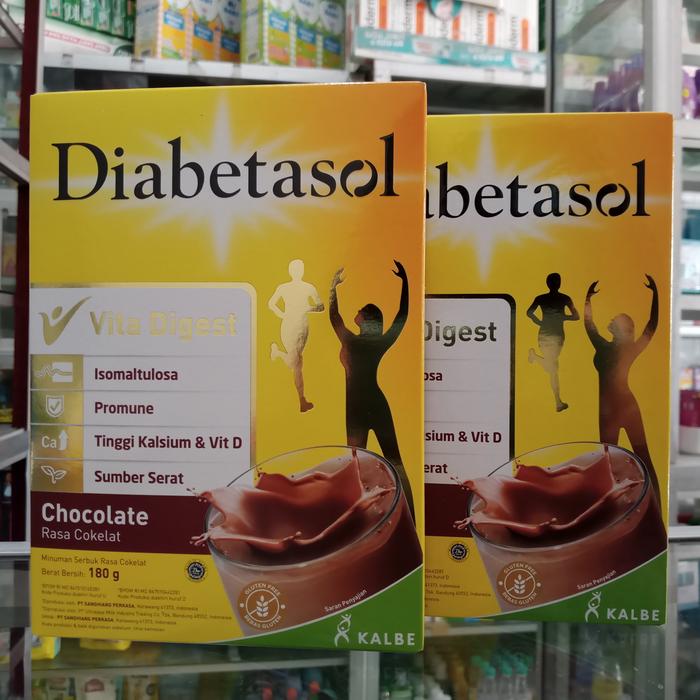 Diabetasol
Vita Digest
Isomaltulosa
Promune
Ca
Tinggi Kalsium & Vit D
Sumber Serat
Chocolate
Rasa Cokelat
Minuman Serbuk Rasa Cokelat
Berat Bersih: 180 g
GLUTEN FREE
BEBAS GLUTEN
Saran Penyajian
KALBE
abetasol
Digest
osa
sium & Vit D
erat
GLUTEN FREE
BEBAS GLUTEN
Saran Penyajian
KALBE